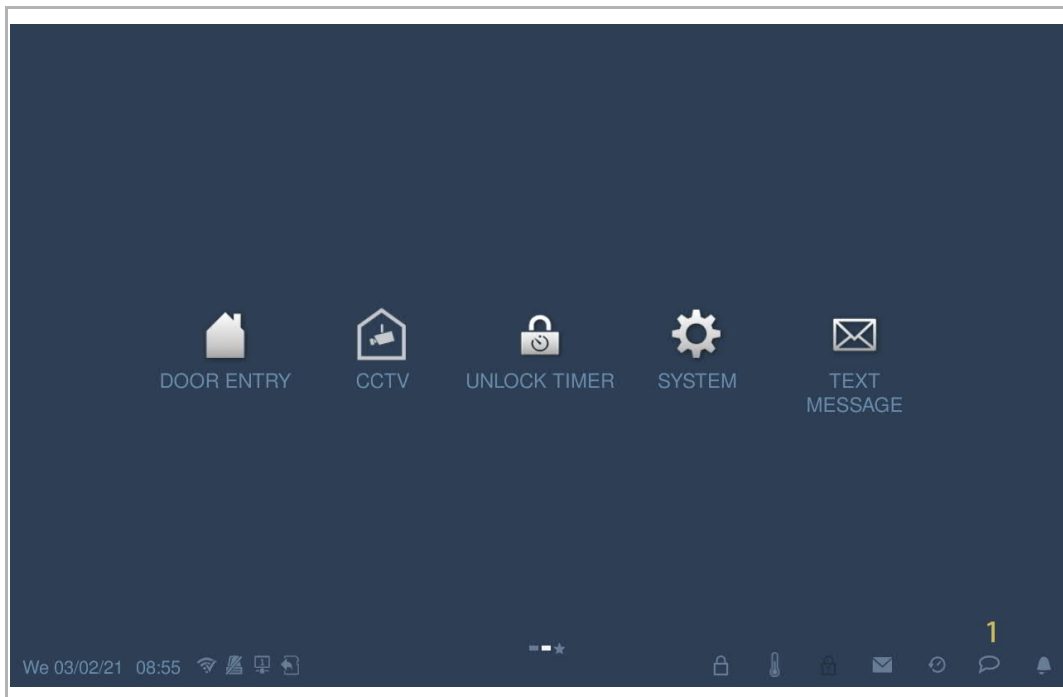 DOOR ENTRY
CCTV
UNLOCK TIMER
SYSTEM
TEXT
MESSAGE
1
We 03/02/21 08:55